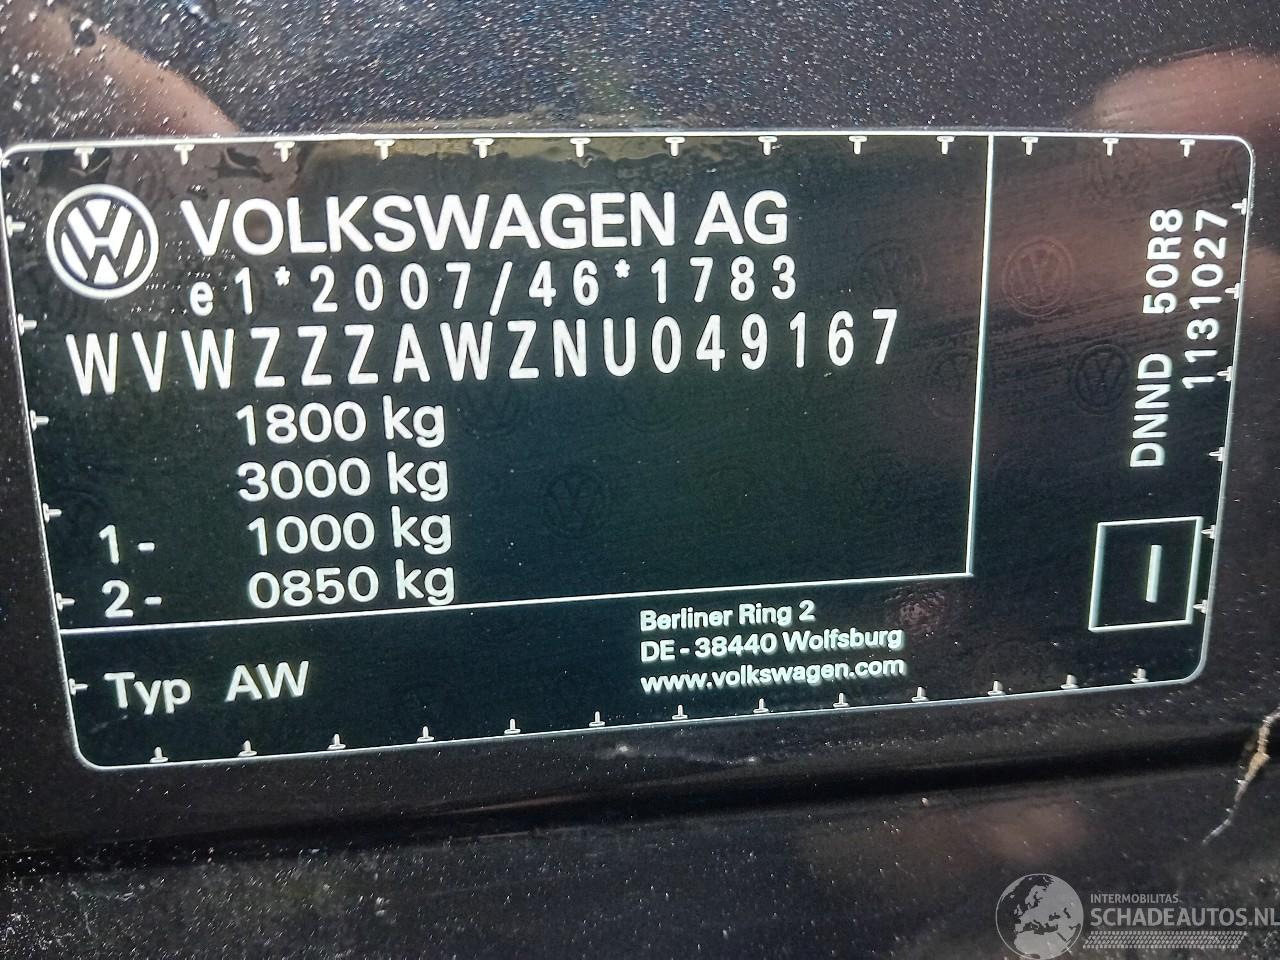 VOLKSWAGEN AG
e1*2007/46*1783
WVWZZZAWZNU049167
1800 kg
3000 kg
1- 1000 kg
2- 0850 kg
Typ AW
Berliner Ring 2
DE-38440 Wolfsburg
www.volkswagen.com
DNND 50R8
1131027
INTERMOBILITAS
SCHADEAUTOS.NL